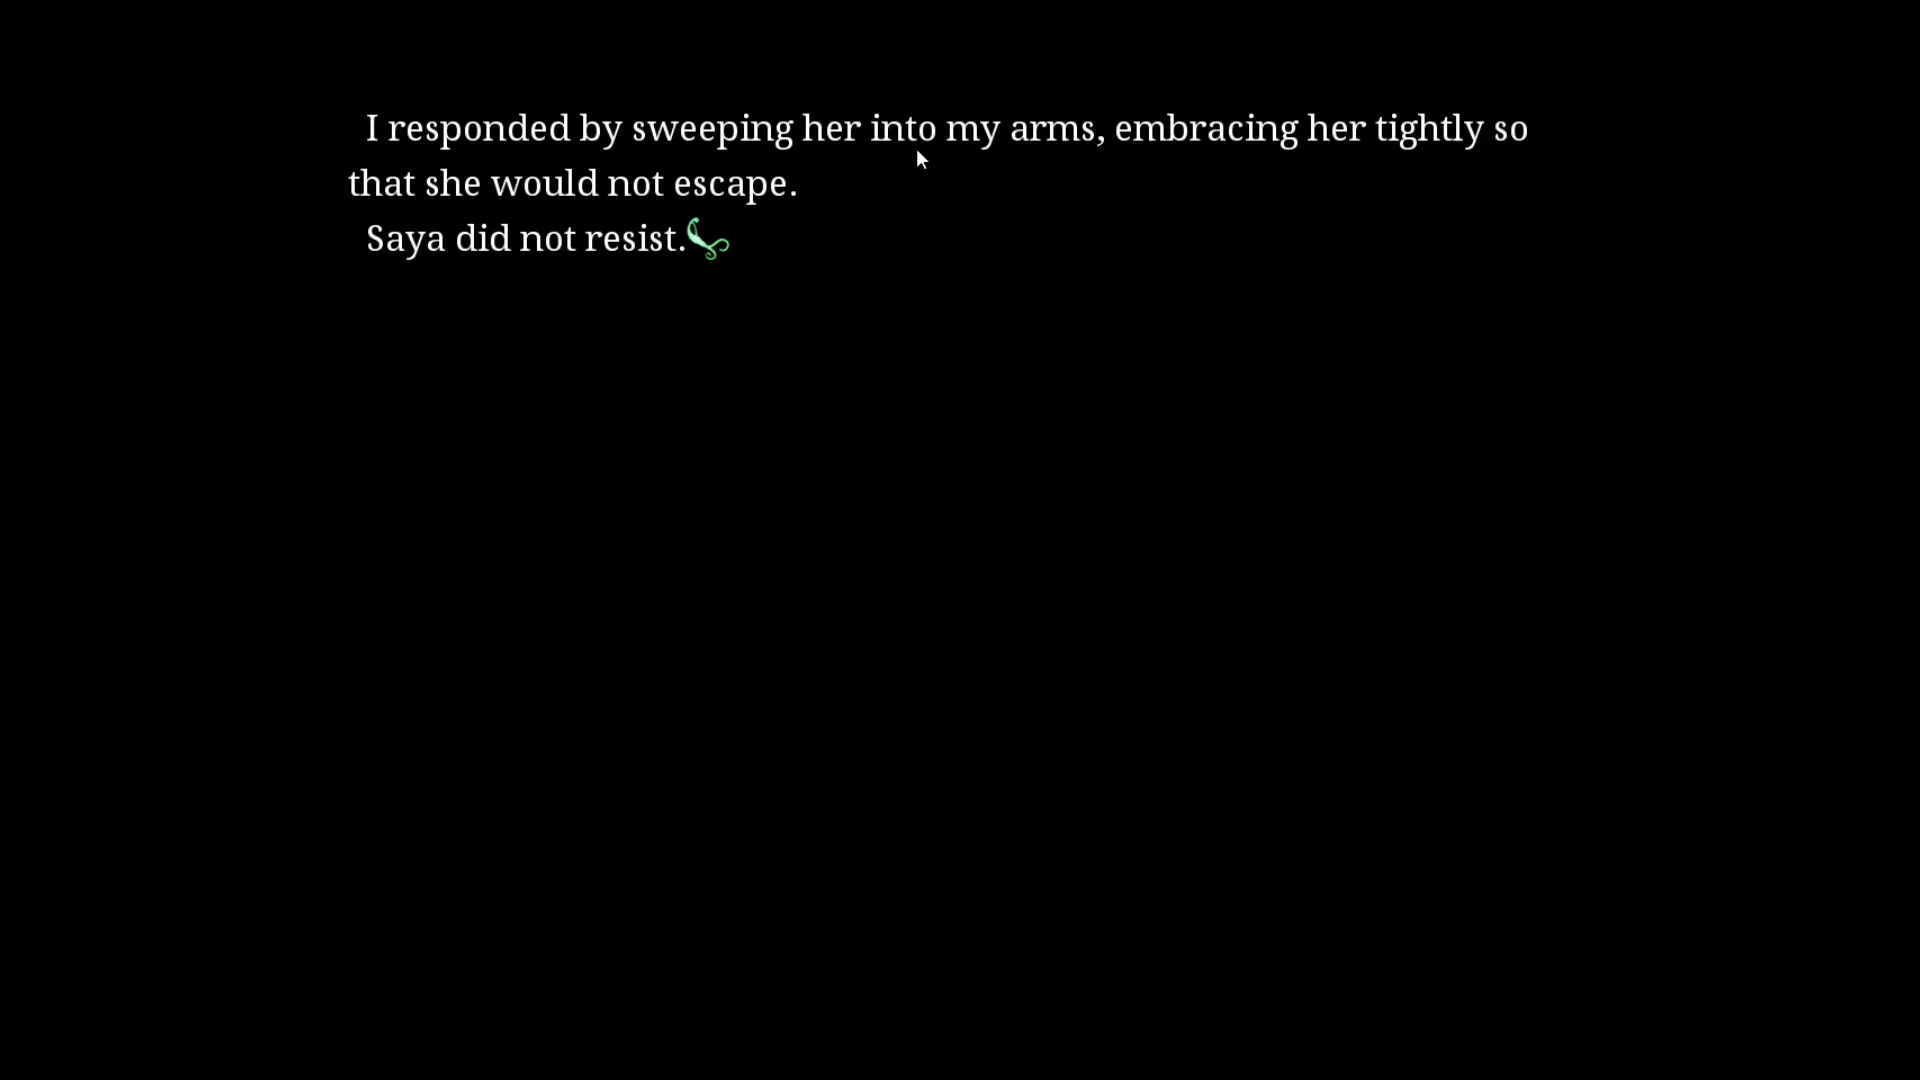 I responded by sweeping her into my arms, embracing her tightly so
that she would not escape.
Saya did not resist.